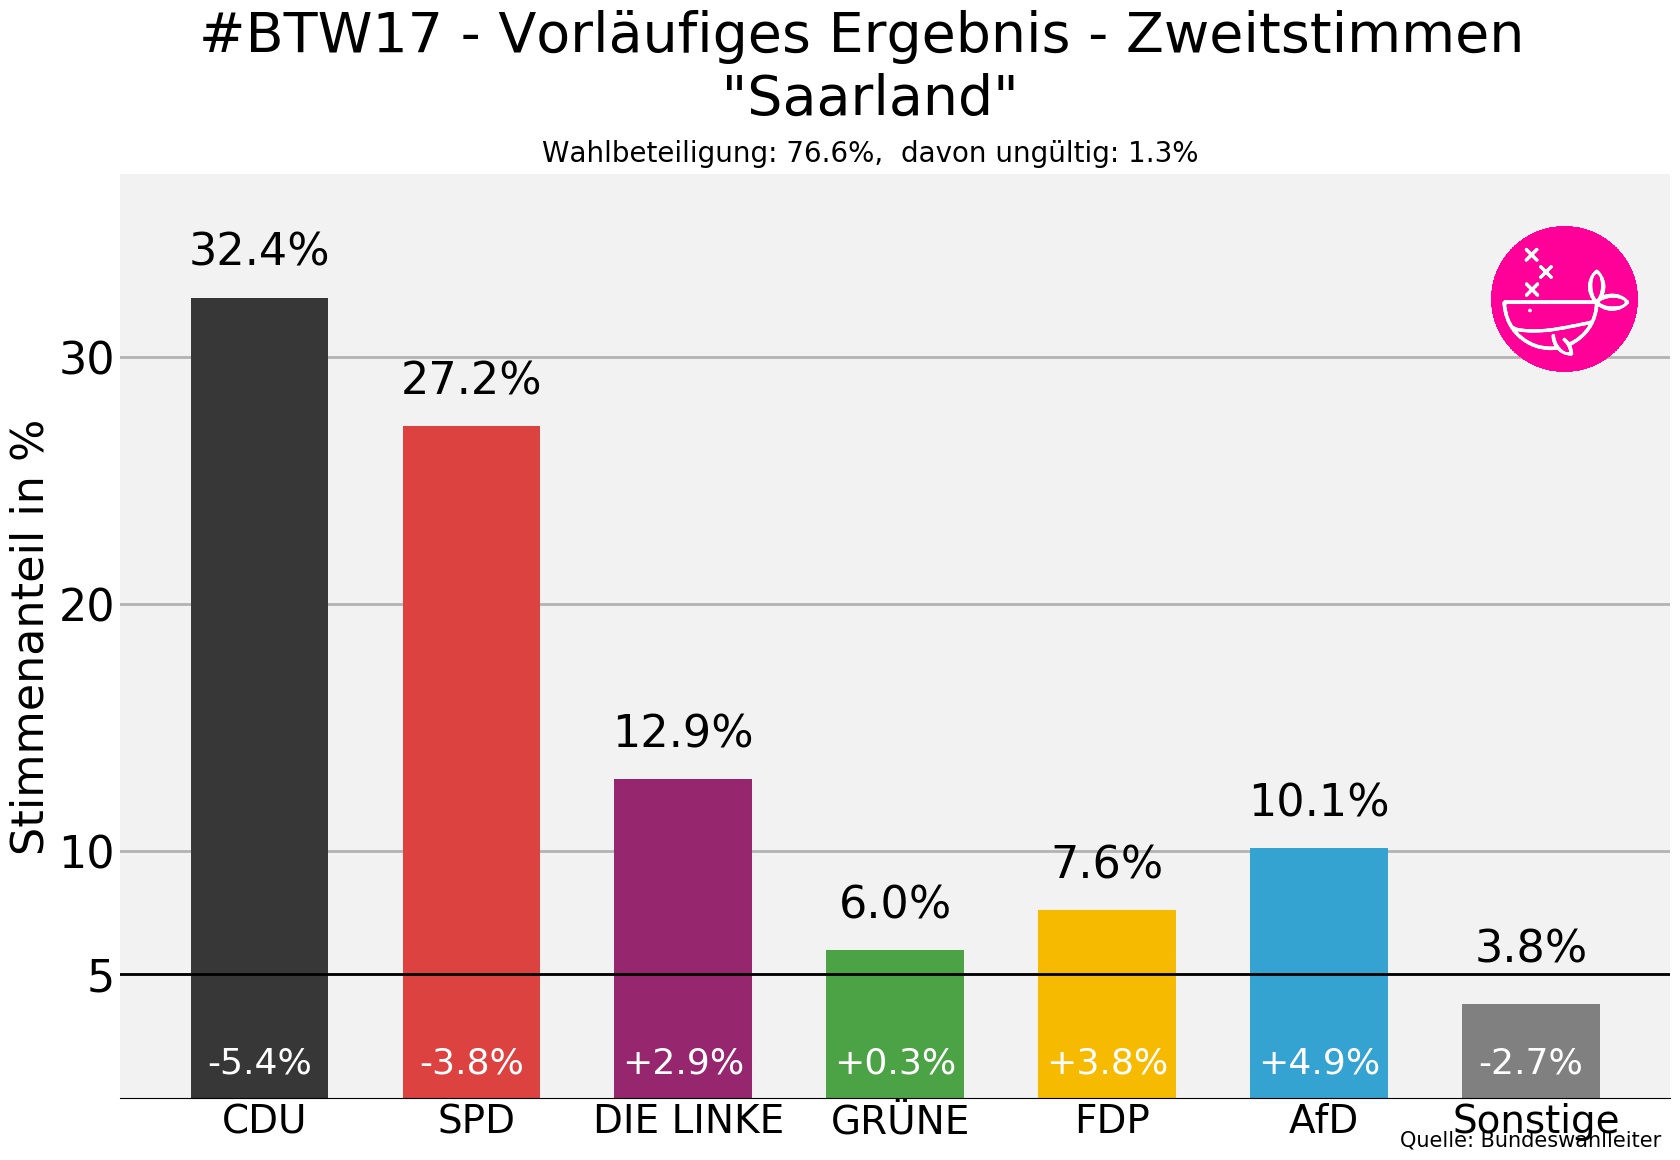 #BTW17 - Vorläufiges Ergebnis - Zweitstimmen
"Saarland"
Wahlbeteiligung: 76.6%,  davon ungültig: 1.3%
Stimmenanteil in %
30
20
10
5
32.4%
27.2%
12.9%
6.0%
7.6%
10.1%
3.8%
-5.4%
-3.8%
+2.9%
+0.3%
+3.8%
+4.9%
-2.7%
CDU
SPD
DIE LINKE
GRÜNE
FDP
AfD
Sonstige
Quelle: Bundeswahlleiter